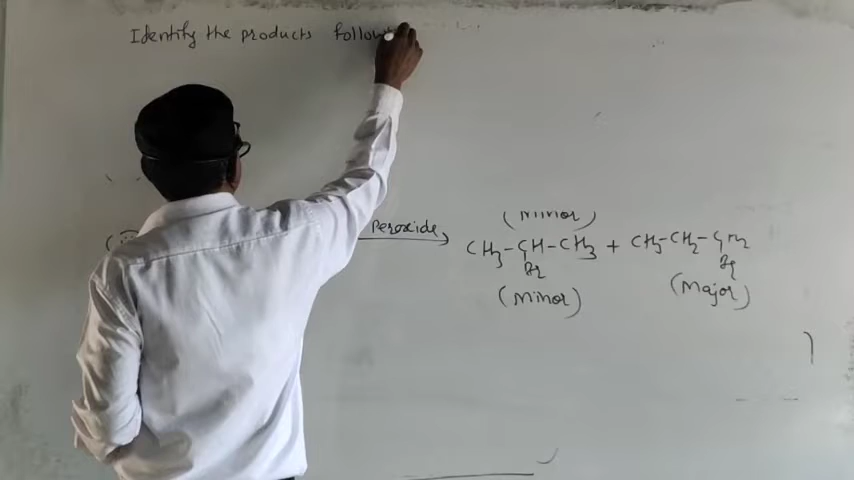 Identify the products follow
(minor)
Peroxide
CH3-CH-CH3 + CH3-CH2-CH2
Br Br
(minor) (major)